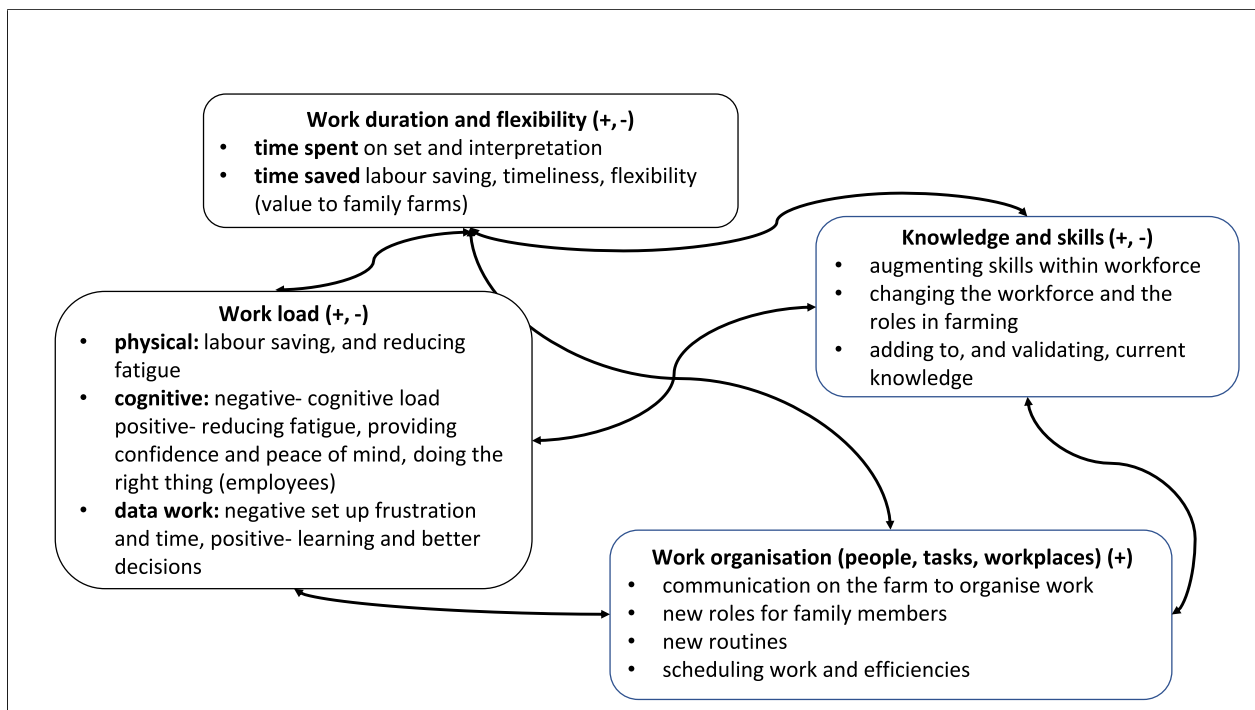 Work duration and flexibility (+, -)
• time spent on set and interpretation
• time saved labour saving, timeliness, flexibility
(value to family farms)
Knowledge and skills (+, -)
• augmenting skills within workforce
• changing the workforce and the
roles in farming
• adding to, and validating, current
knowledge
Work load (+, -)
• physical: labour saving, and reducing
fatigue
• cognitive: negative- cognitive load
positive- reducing fatigue, providing
confidence and peace of mind, doing the
right thing (employees)
• data work: negative set up frustration
and time, positive- learning and better
decisions
Work organisation (people, tasks, workplaces) (+)
• communication on the farm to organise work
• new roles for family members
• new routines
• scheduling work and efficiencies